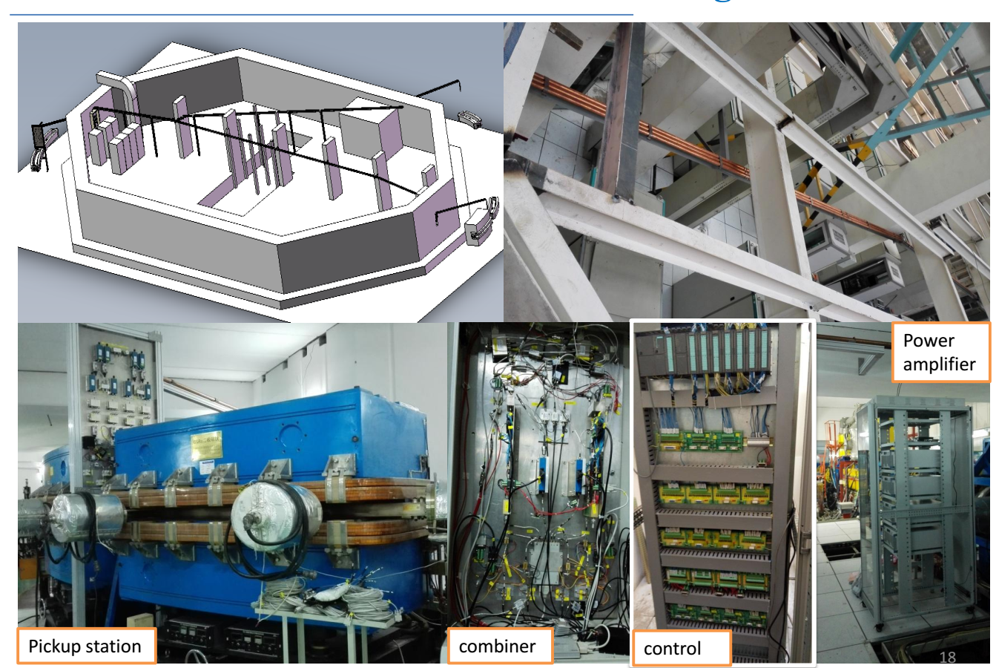 Power
amplifier
Pickup station
combiner
control
18